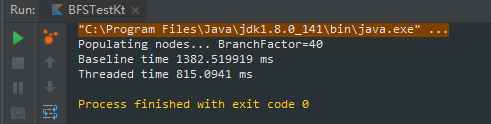 Run: BFSTestKt
"C:\Program Files\Java\jdk1.8.0_141\bin\java.exe" ...
Populating nodes... BranchFactor=40
Baseline time 1382.519919 ms
Threaded time 815.0941 ms
Process finished with exit code 0